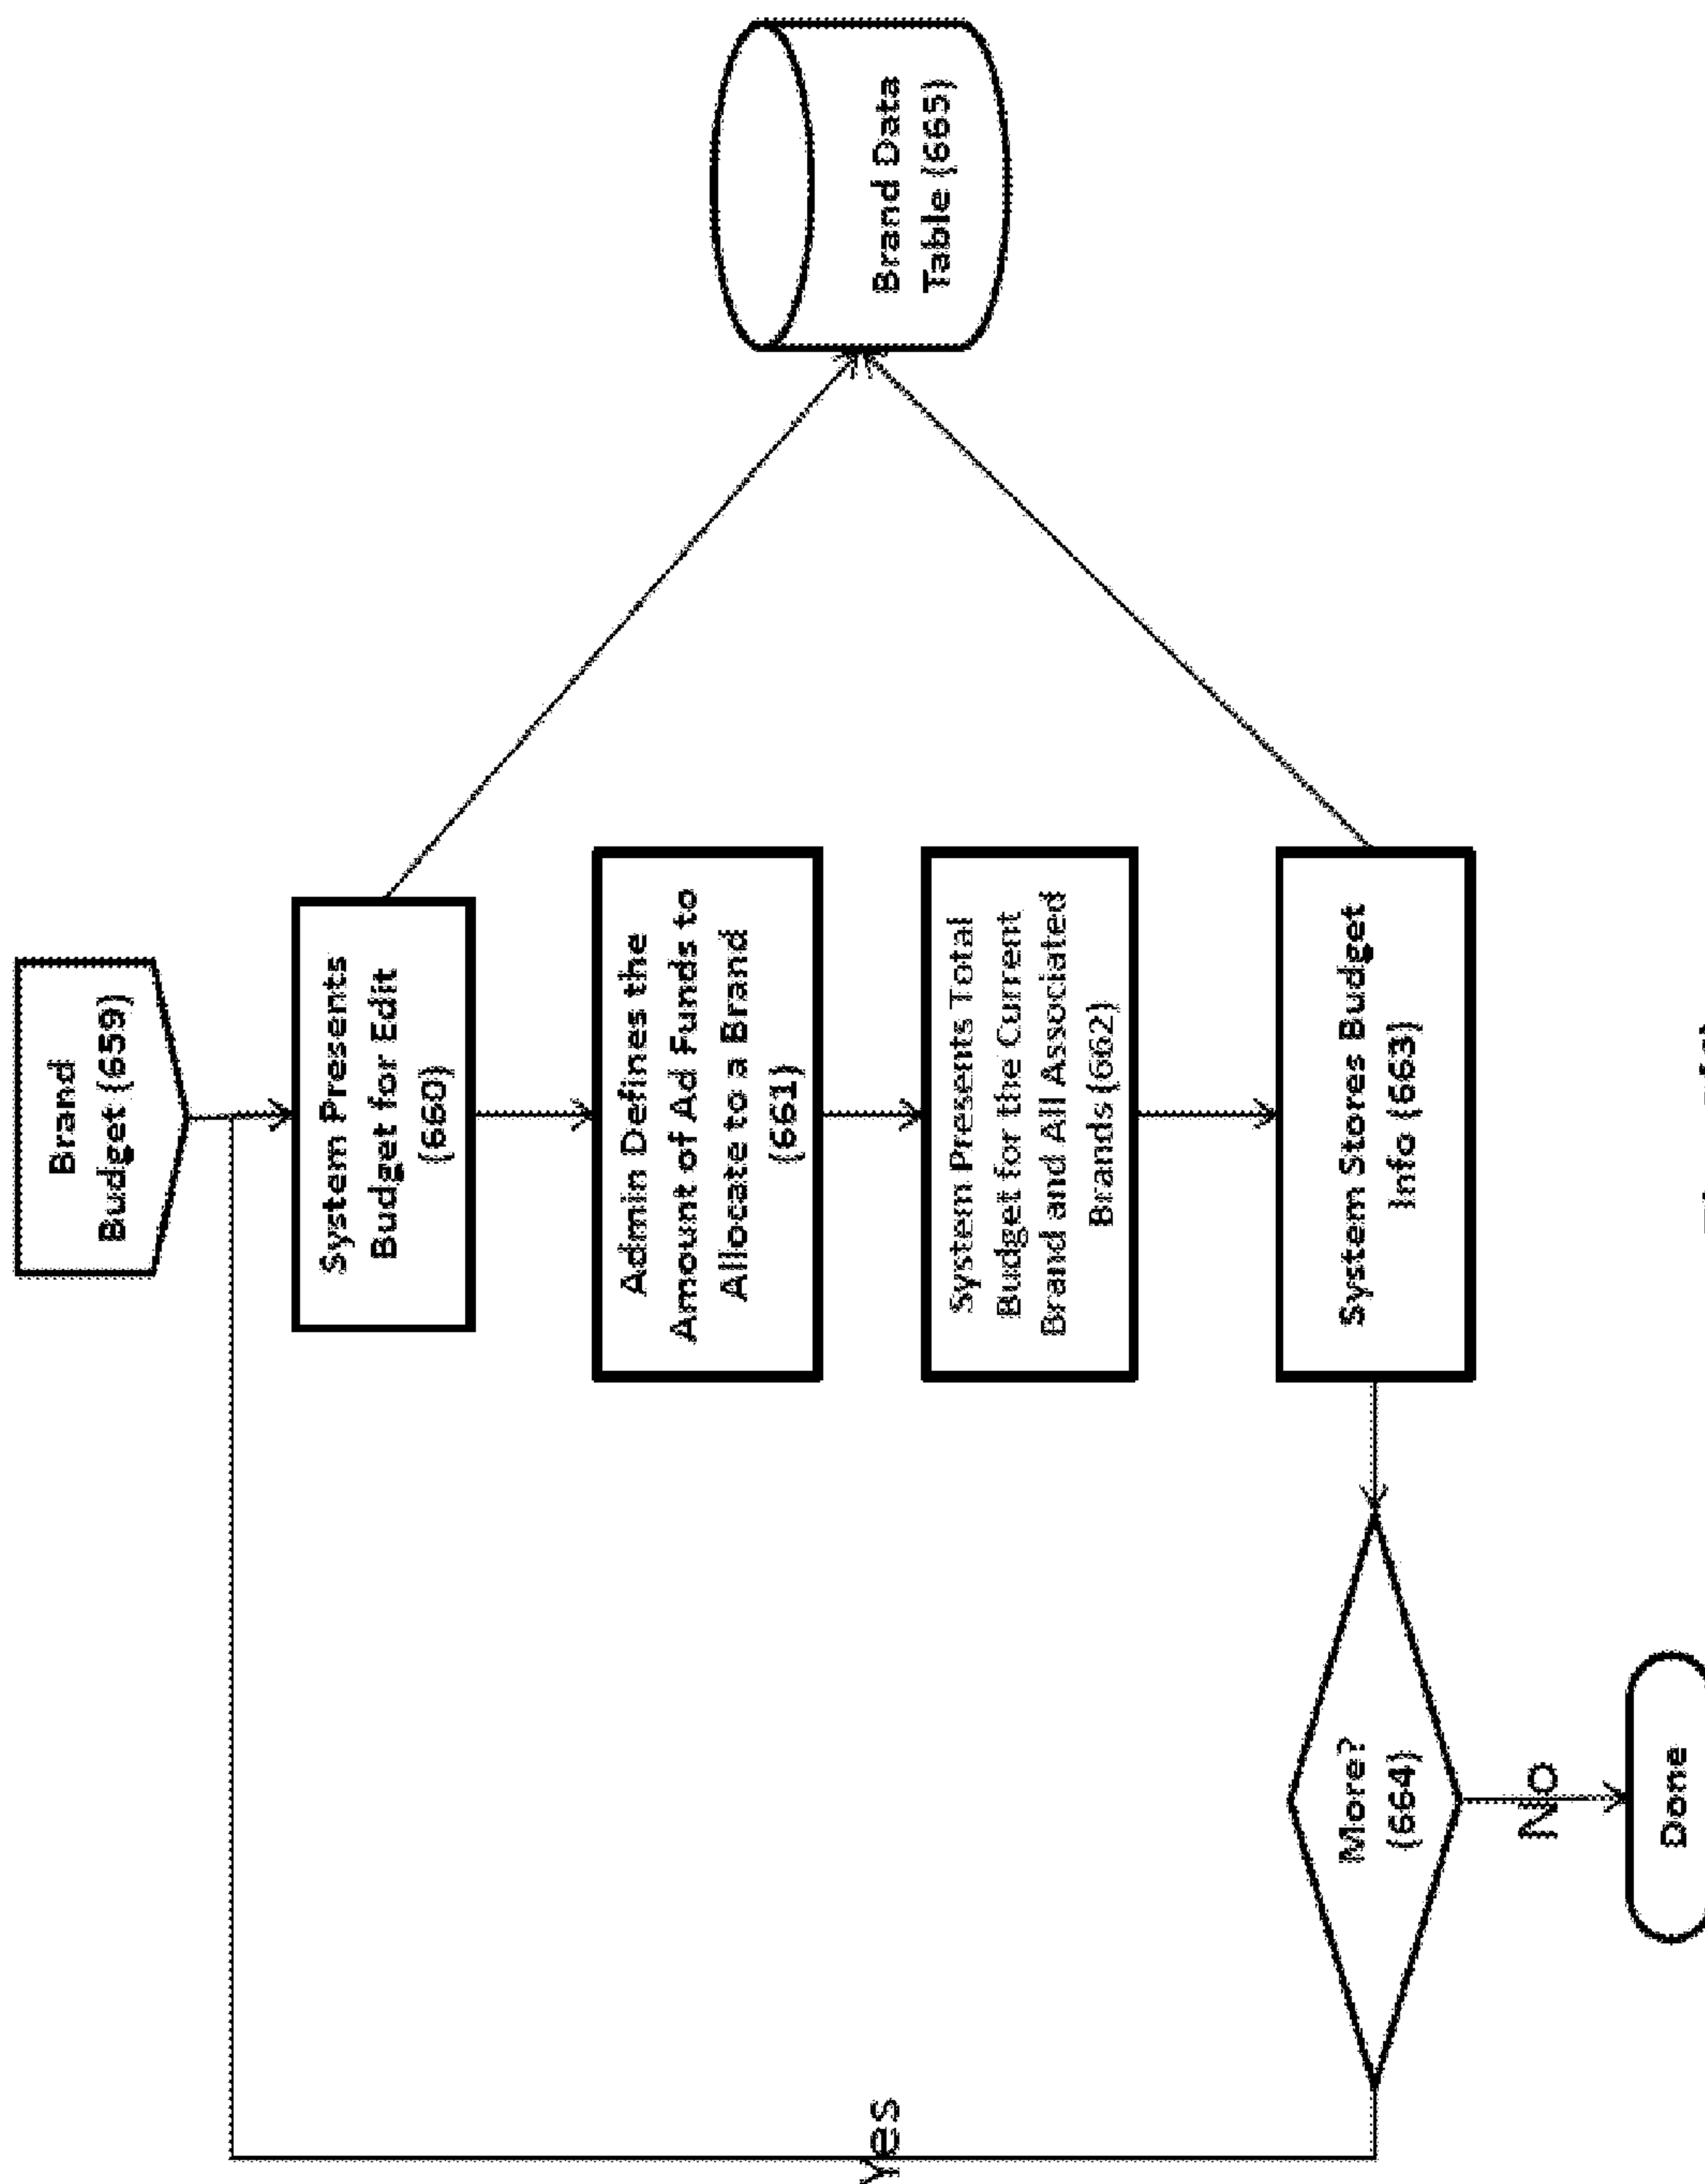 Brand
Budget (659)
System Presents
Budget for Edit
(660)
Admin Defines the
Amount of Ad Funds to
Allocate to a Brand
(661)
System Presents Total
Budget for the Current
Brand and All Associated
Brands (662)
System Stores Budget
Info (663)
Brand Data
Table (665)
More?
(664)
Yes
No
Done